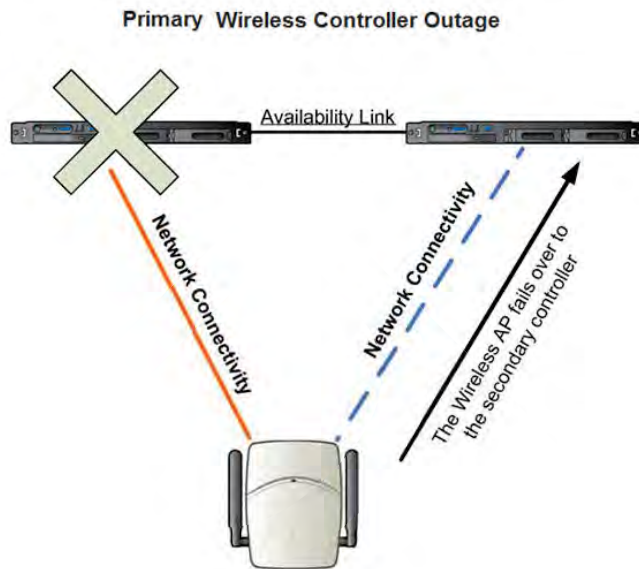 Primary Wireless Controller Outage
Availability Link
Network Connectivity
Network Connectivity
The Wireless AP fails over to
the secondary controller